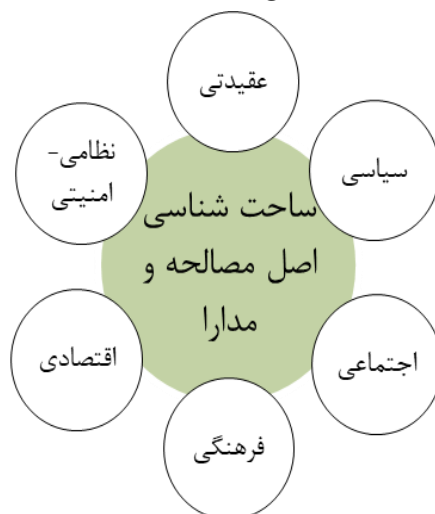 عقیدتی
سیاسی
اجتماعی
فرهنگی
اقتصادی
نظامی-
امنیتی
ساحت شناسی
اصل مصالحه و
مدارا